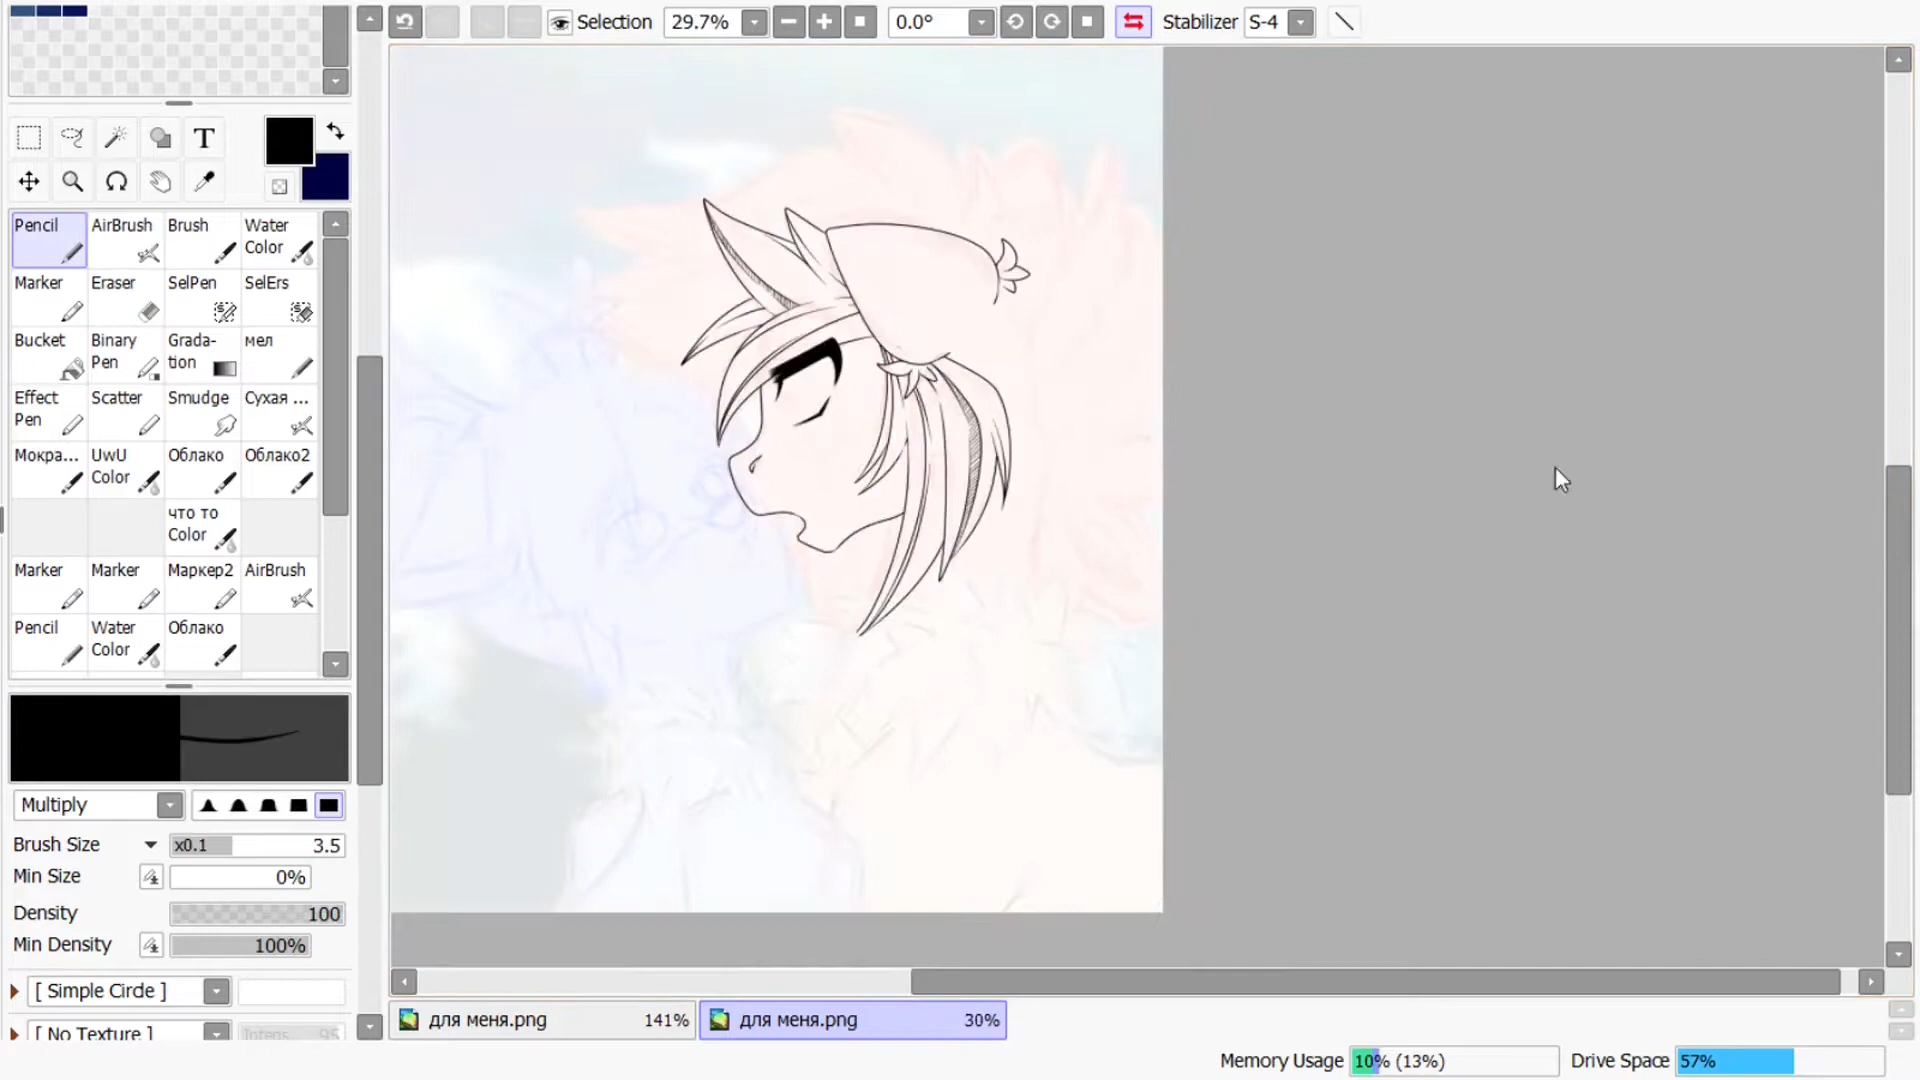 Selection 29.7% 0.0° Stabilizer S-4
T
Pencil AirBrush Brush Water Color
Marker Eraser SelPen SelErs
Bucket Binary Pen Grada-tion мел
Effect Pen Scatter Smudge Сухая ...
Мокра... UwU Color Облако Облако2
что то Color
Marker Marker Маркер2 AirBrush
Pencil Water Color Облако
Multiply
Brush Size x0.1 3.5
Min Size 0%
Density 100
Min Density 100%
[ Simple Circle ]
[ No Texture ] Intens... 95
для меня.png 141% для меня.png 30%
Memory Usage 10% (13%) Drive Space 57%